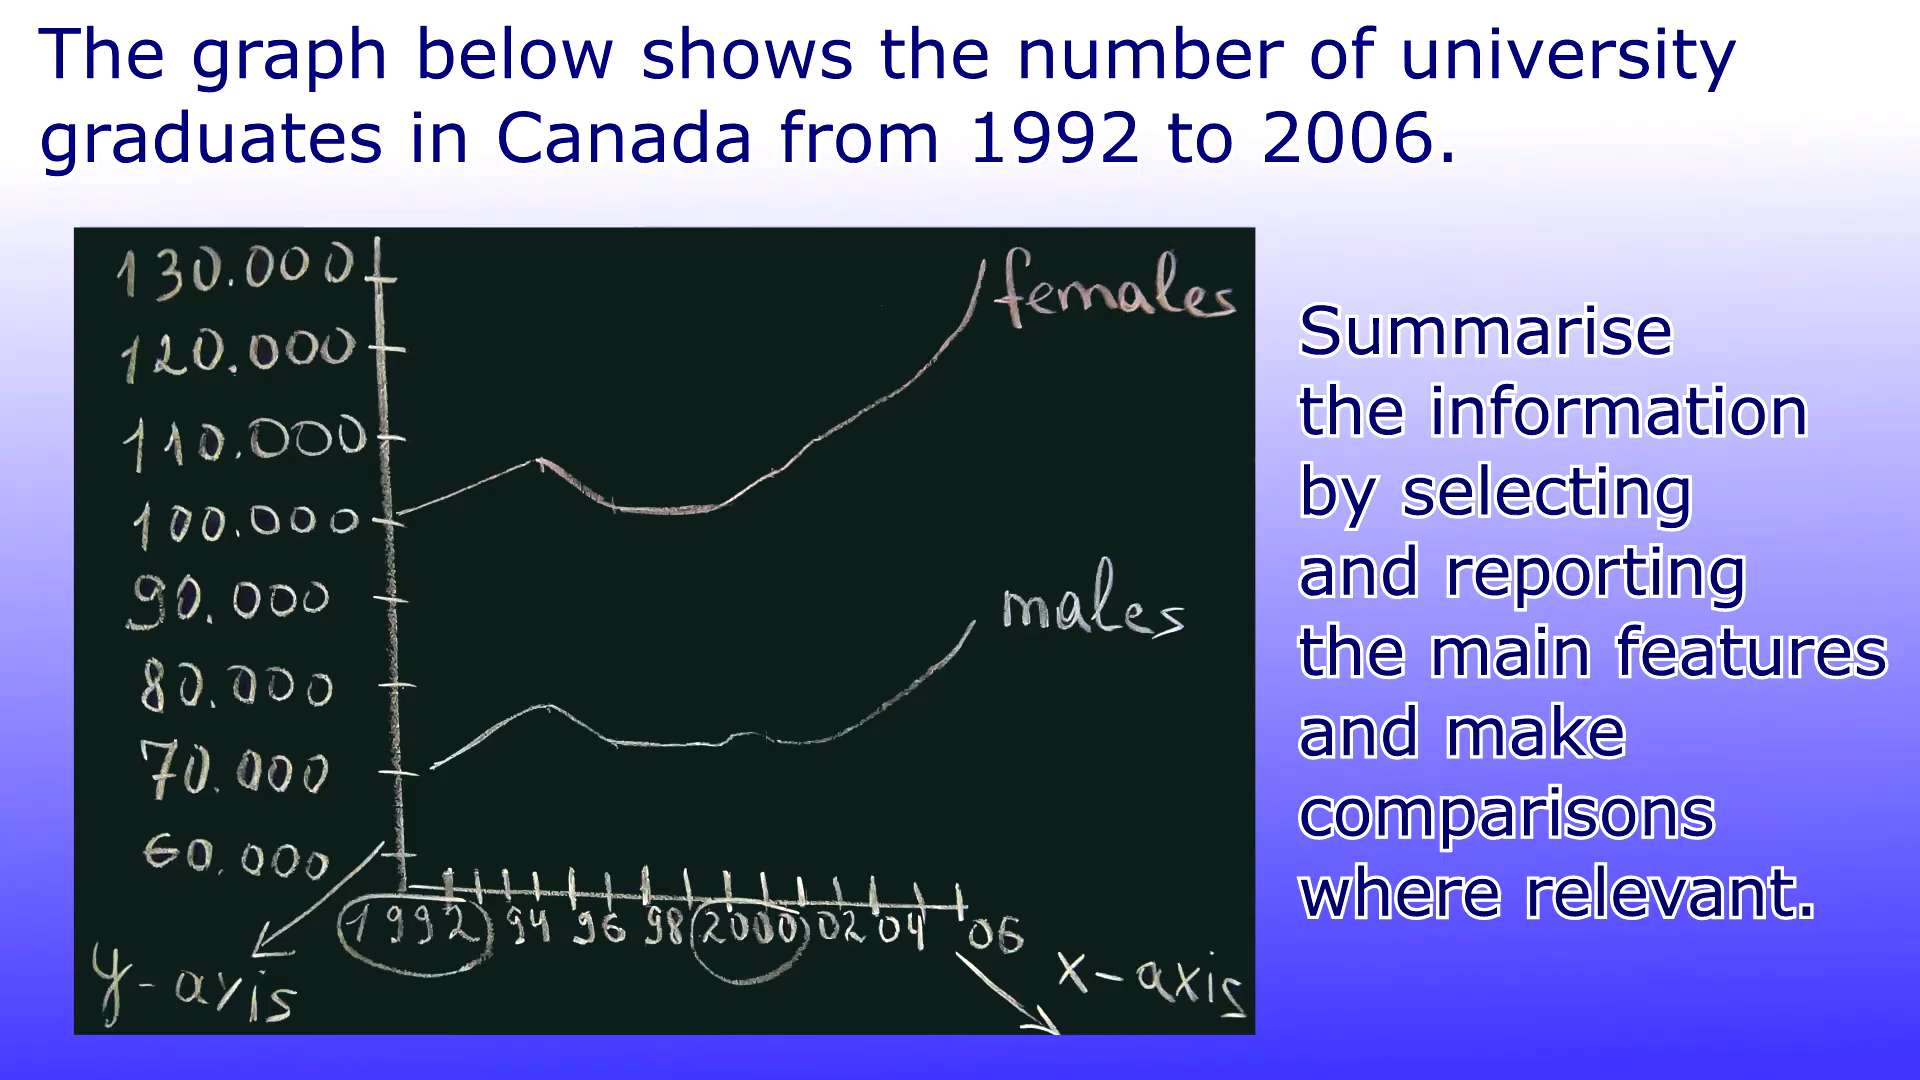 The graph below shows the number of university
graduates in Canada from 1992 to 2006.
130.000
120.000
110.000
100.000
90.000
80.000
70.000
60.000
females
males
1992 94 96 98 2000 02 04 06
y-axis
x-axis
Summarise
the information
by selecting
and reporting
the main features
and make
comparisons
where relevant.